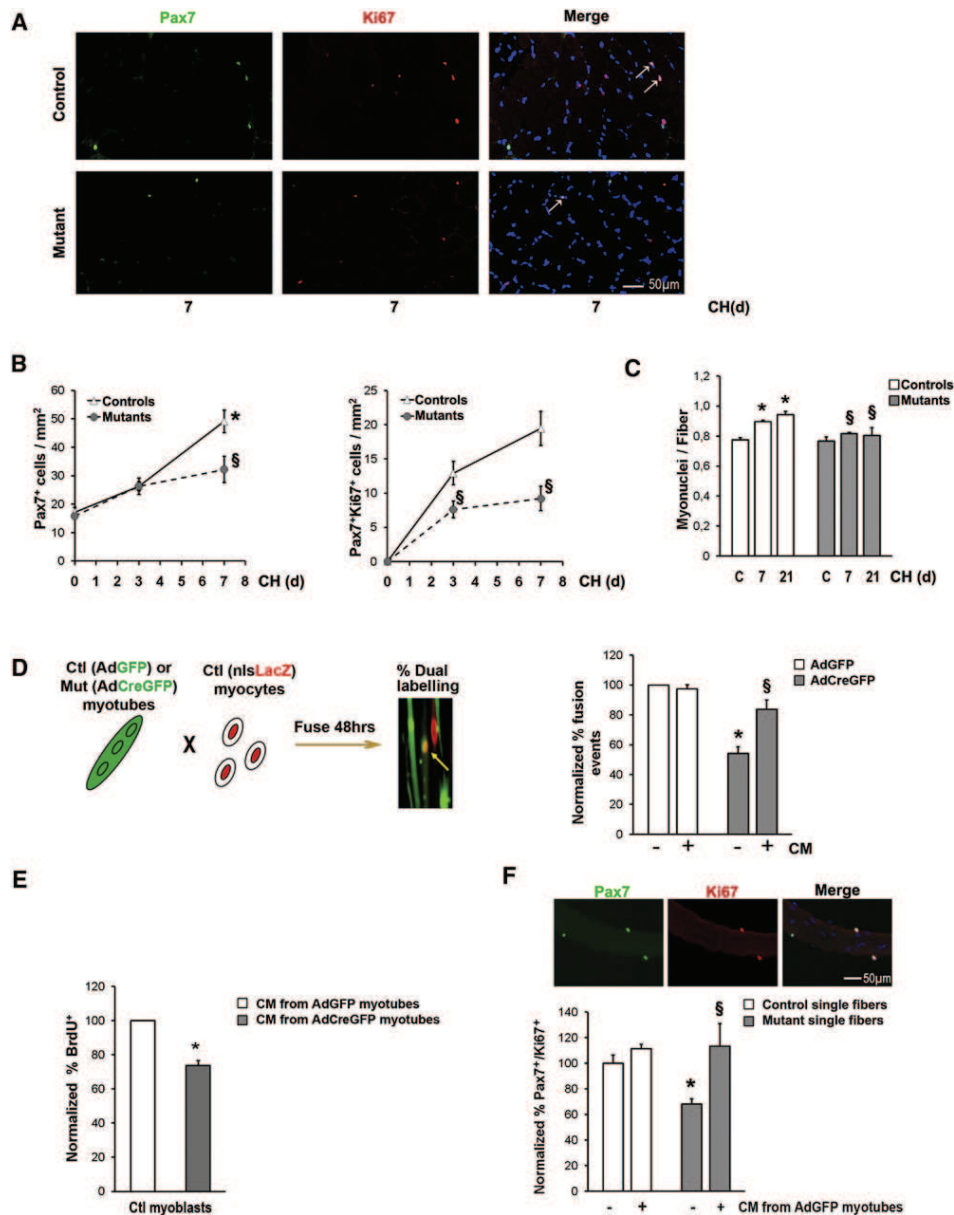 A
Pax7 Ki67 Merge
Control
Mutant
50µm
7 7 7 CH(d)
B
Pax7+ cells / mm2
60
50
40
30
20
10
0
Controls
Mutants
*
§
0 1 2 3 4 5 6 7 8 CH (d)
Pax7+Ki67+ cells / mm2
25
20
15
10
5
0
Controls
Mutants
§ §
0 1 2 3 4 5 6 7 8 CH (d)
C
Myonuclei / Fiber
1,2
1,0
0,8
0,6
0,4
0,2
0
Controls
Mutants
* * § §
C 7 21 C 7 21 CH (d)
D
Ctl (AdGFP) or
Mut (AdCreGFP)
myotubes
X
Ctl (nlsLacZ)
myocytes
Fuse 48hrs
% Dual
labelling
Normalized % fusion
events
120
100
80
60
40
20
0
AdGFP
AdCreGFP
* §
- + - + CM
E
Normalized % BrdU+
120
100
80
60
40
20
0
CM from AdGFP myotubes
CM from AdCreGFP myotubes
*
Ctl myoblasts
F
Pax7 Ki67 Merge
50µm
Normalized % Pax7+/Ki67+
140
120
100
80
60
40
20
0
Control single fibers
Mutant single fibers
* §
- + - + CM from AdGFP myotubes